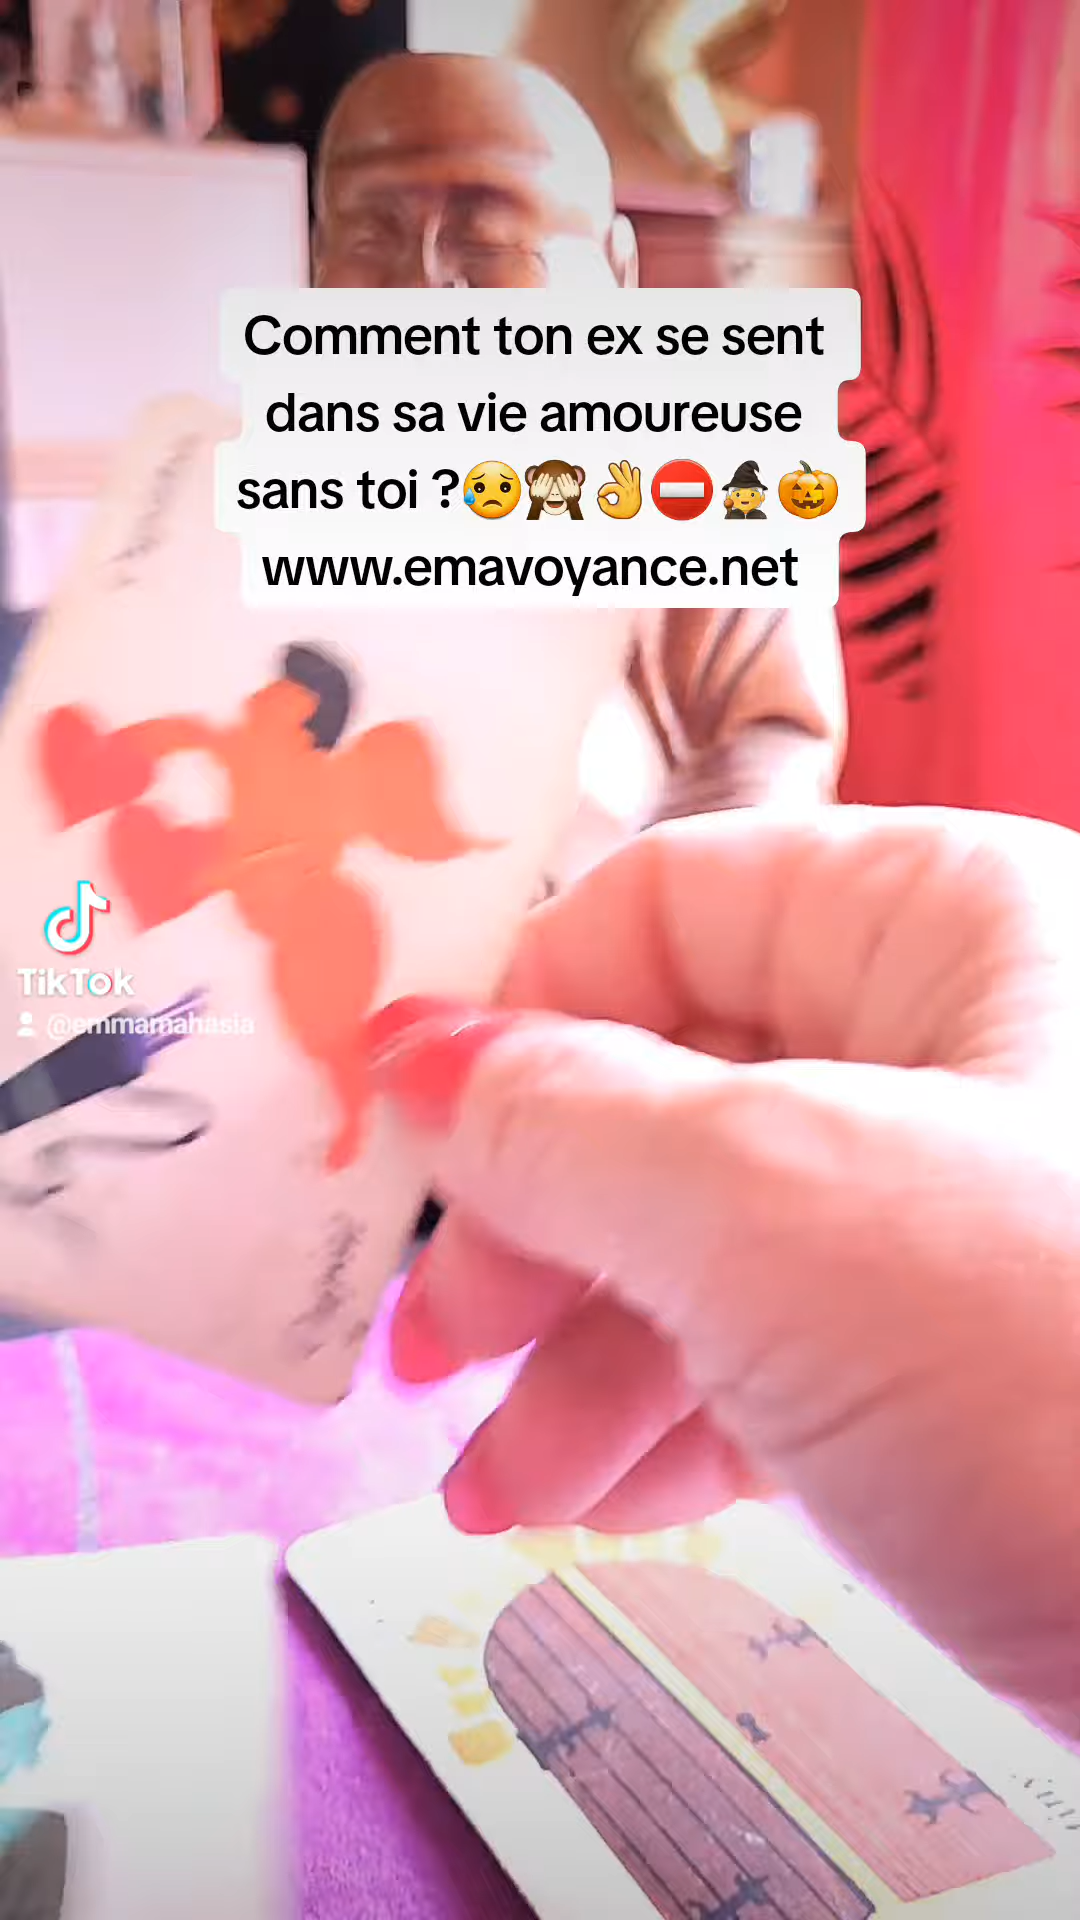 Comment ton ex se sent
dans sa vie amoureuse
sans toi ?😥🙈👌⛔🧙🎃
www.emavoyance.net
TikTok
@emmamahasia